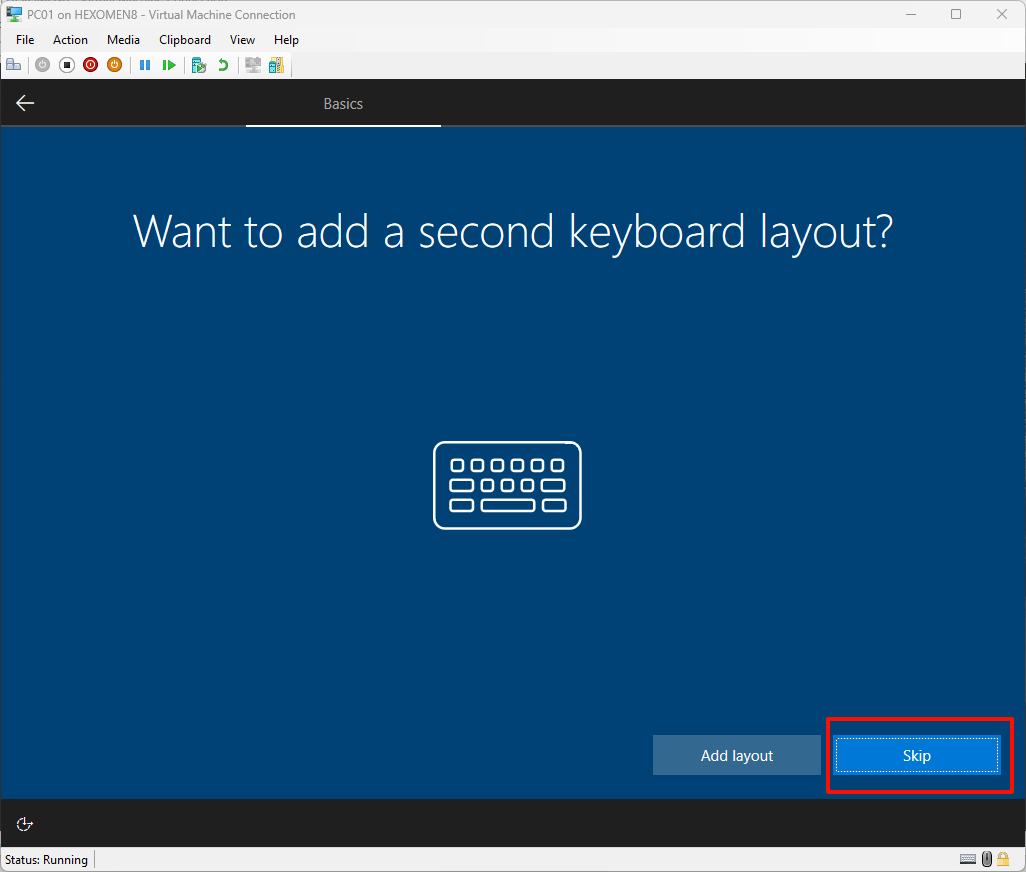 PC01 on HEXOMEN8 - Virtual Machine Connection
File Action Media Clipboard View Help
Basics
Want to add a second keyboard layout?
Add layout
Skip
Status: Running